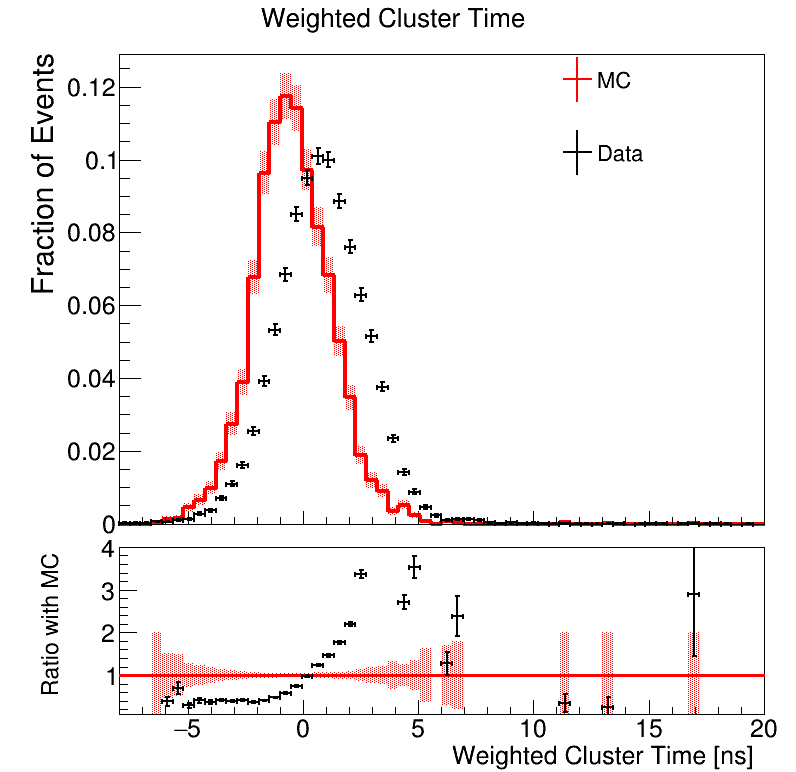 Weighted Cluster Time
Fraction of Events
0.12
0.1
0.08
0.06
0.04
0.02
0
MC
Data
Ratio with MC
4
3
2
1
−5 0 5 10 15 20
Weighted Cluster Time [ns]